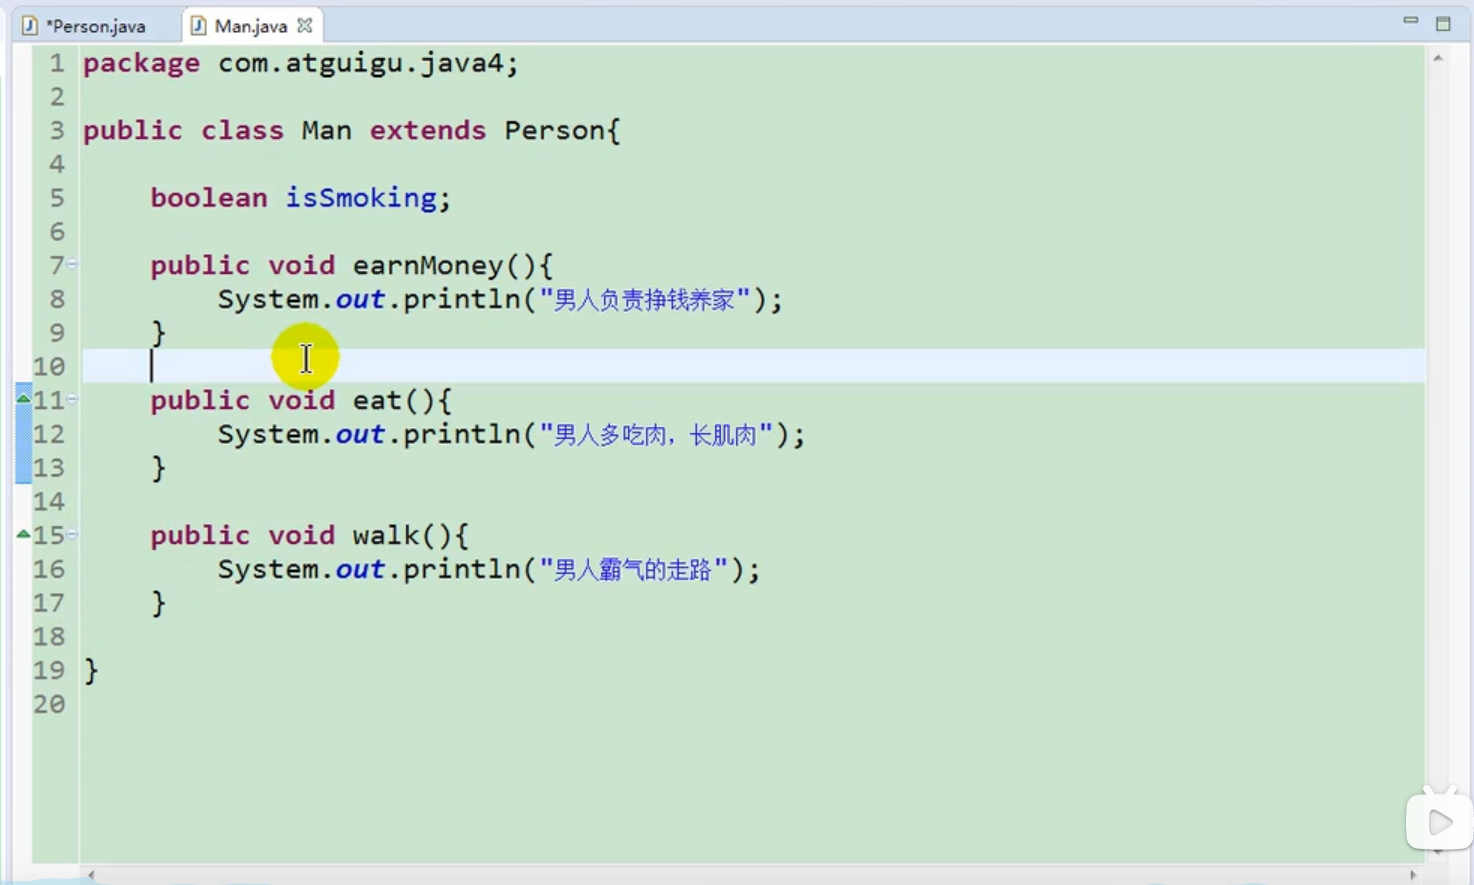 *Person.java
Man.java
1 package com.atguigu.java4;
2
3 public class Man extends Person{
4
5 boolean isSmoking;
6
7 public void earnMoney(){
8 System.out.println("男人负责挣钱养家");
9 }
10
11 public void eat(){
12 System.out.println("男人多吃肉，长肌肉");
13 }
14
15 public void walk(){
16 System.out.println("男人霸气的走路");
17 }
18
19 }
20